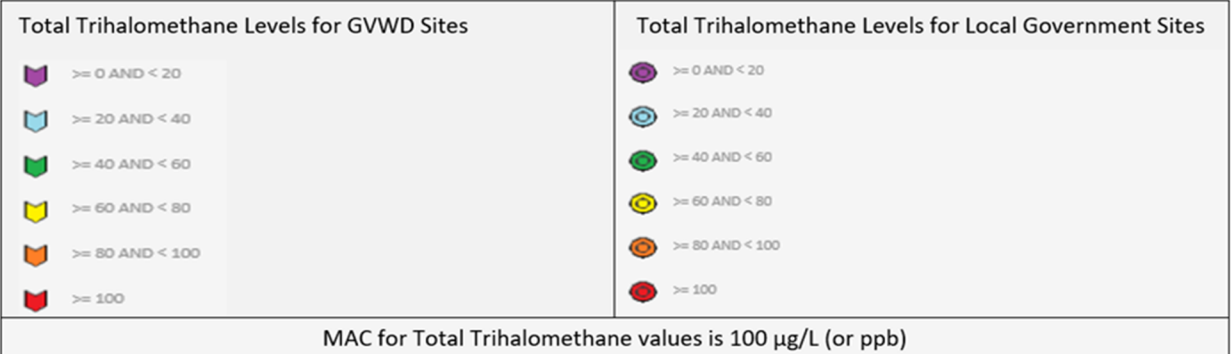 Total Trihalomethane Levels for GVWD Sites
>= 0 AND < 20
>= 20 AND < 40
>= 40 AND < 60
>= 60 AND < 80
>= 80 AND < 100
>= 100
Total Trihalomethane Levels for Local Government Sites
>= 0 AND < 20
>= 20 AND < 40
>= 40 AND < 60
>= 60 AND < 80
>= 80 AND < 100
>= 100
MAC for Total Trihalomethane values is 100 µg/L (or ppb)